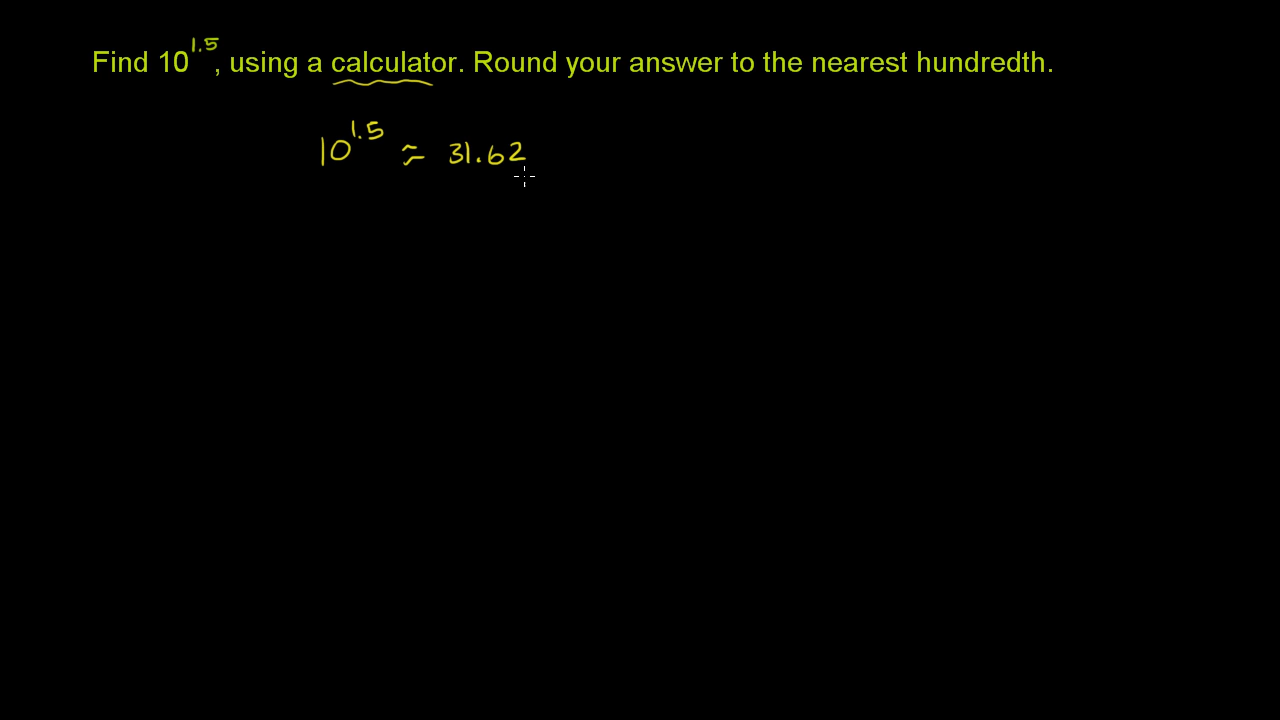 Find 10^1.5, using a calculator. Round your answer to the nearest hundredth.
10^1.5 ≈ 31.62